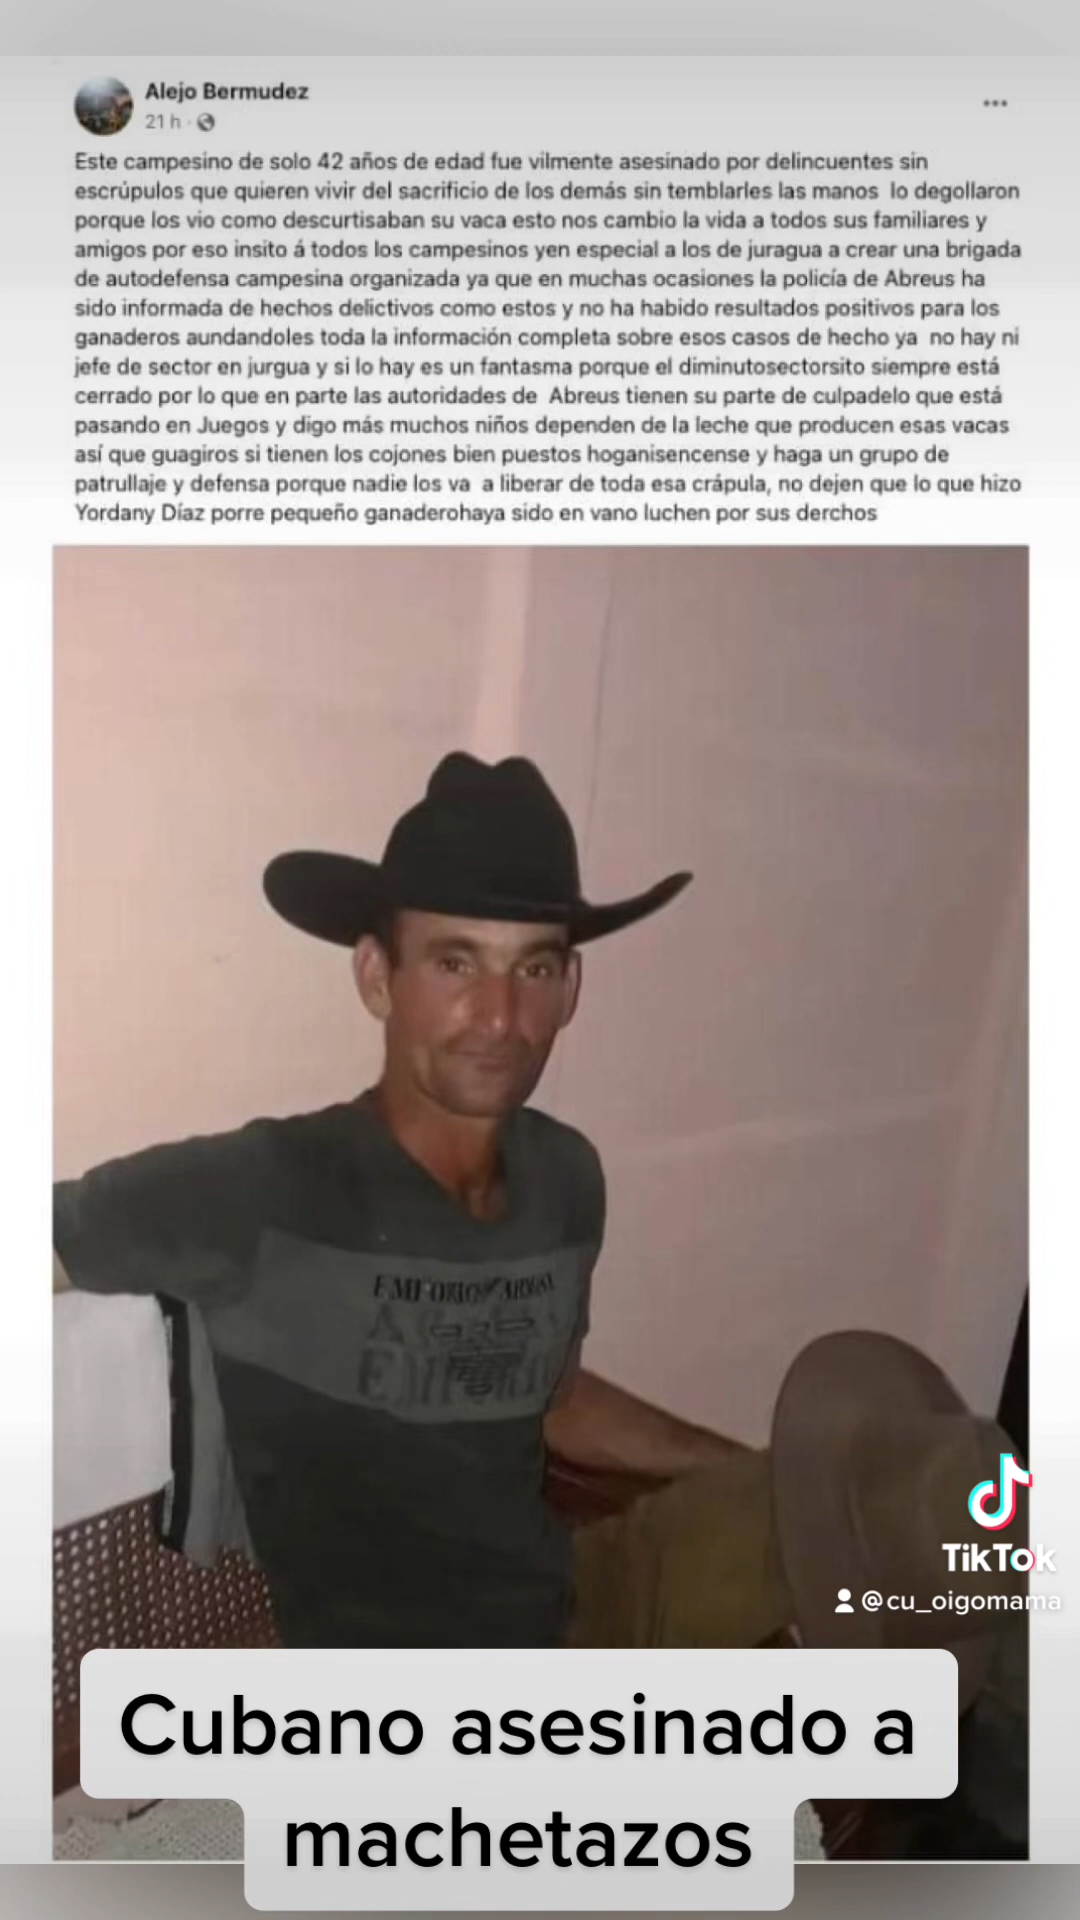 Alejo Bermudez
21 h ·
Este campesino de solo 42 años de edad fue vilmente asesinado por delincuentes sin
escrúpulos que quieren vivir del sacrificio de los demás sin temblarles las manos lo degollaron
porque los vio como descurtisaban su vaca esto nos cambio la vida a todos sus familiares y
amigos por eso insito á todos los campesinos yen especial a los de juragua a crear una brigada
de autodefensa campesina organizada ya que en muchas ocasiones la policía de Abreus ha
sido informada de hechos delictivos como estos y no ha habido resultados positivos para los
ganaderos aundandoles toda la información completa sobre esos casos de hecho ya no hay ni
jefe de sector en jurgua y si lo hay es un fantasma porque el diminutosectorsito siempre está
cerrado por lo que en parte las autoridades de Abreus tienen su parte de culpadelo que está
pasando en Juegos y digo más muchos niños dependen de la leche que producen esas vacas
así que guagiros si tienen los cojones bien puestos hoganisencense y haga un grupo de
patrullaje y defensa porque nadie los va a liberar de toda esa crápula, no dejen que lo que hizo
Yordany Díaz porre pequeño ganaderohaya sido en vano luchen por sus derchos
TikTok
@cu_oigomama
Cubano asesinado a
machetazos